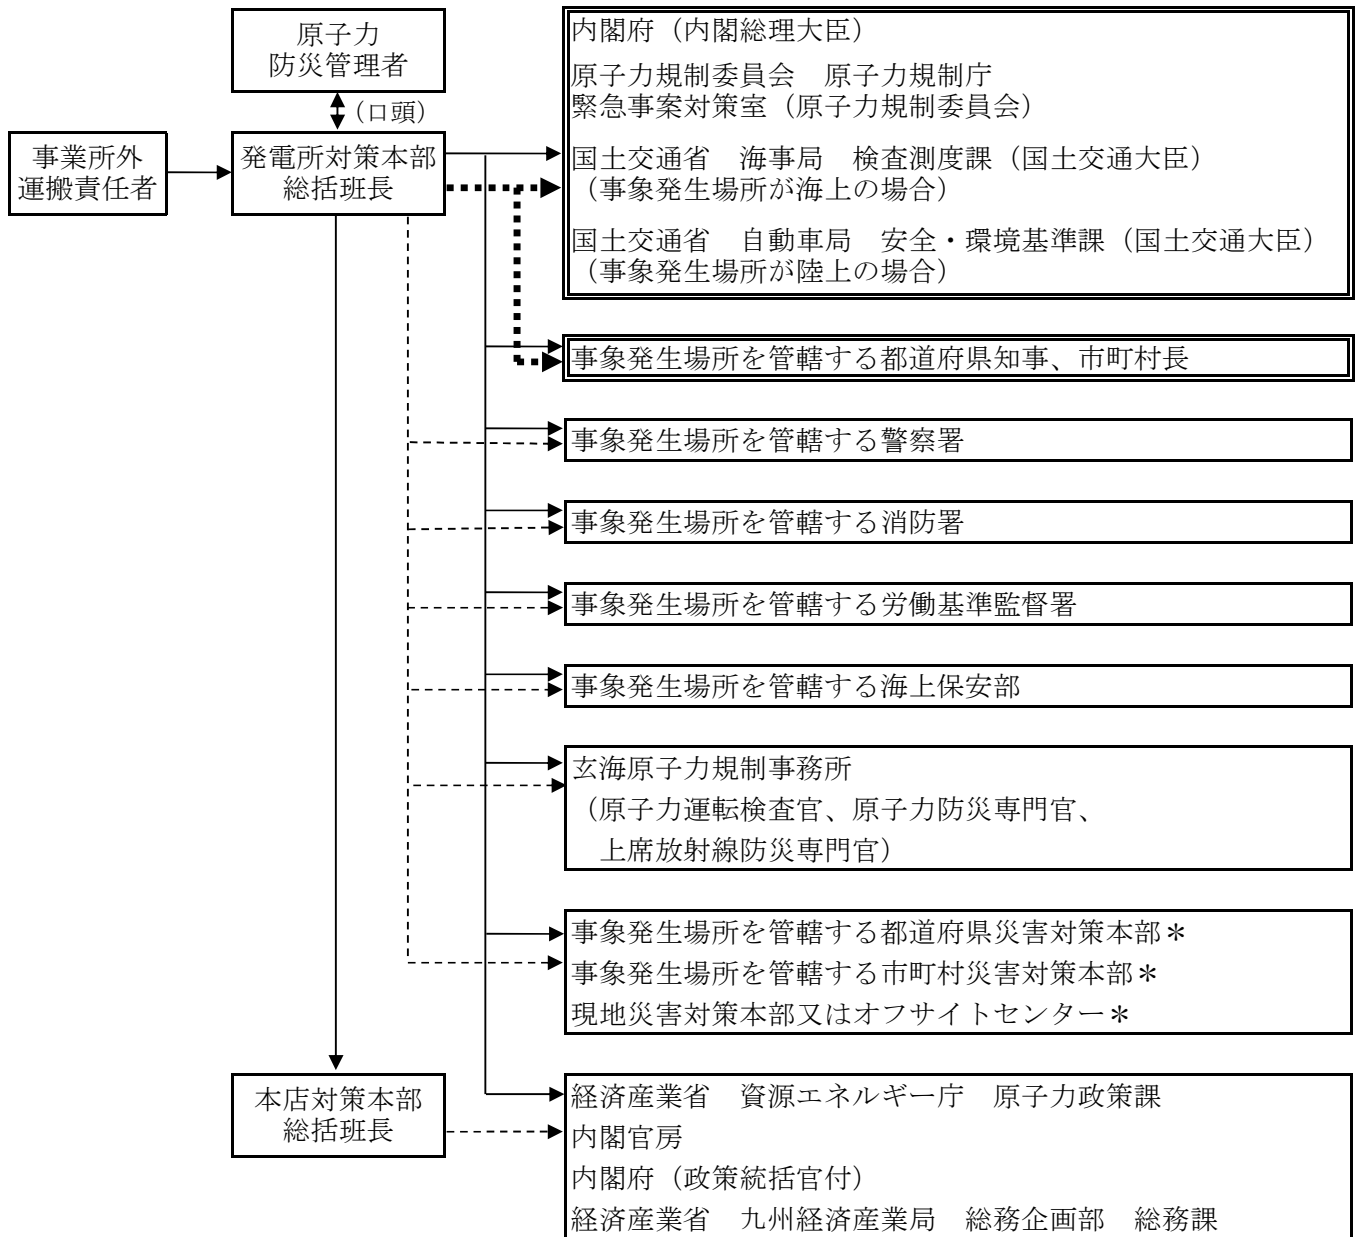 原子力
防災管理者
（口頭）
事業所外
運搬責任者
発電所対策本部
総括班長
内閣府（内閣総理大臣）
原子力規制委員会　原子力規制庁
緊急事案対策室（原子力規制委員会）
国土交通省　海事局　検査測度課（国土交通大臣）
（事象発生場所が海上の場合）
国土交通省　自動車局　安全・環境基準課（国土交通大臣）
（事象発生場所が陸上の場合）
事象発生場所を管轄する都道府県知事、市町村長
事象発生場所を管轄する警察署
事象発生場所を管轄する消防署
事象発生場所を管轄する労働基準監督署
事象発生場所を管轄する海上保安部
玄海原子力規制事務所
（原子力運転検査官、原子力防災専門官、
上席放射線防災専門官）
事象発生場所を管轄する都道府県災害対策本部＊
事象発生場所を管轄する市町村災害対策本部＊
現地災害対策本部又はオフサイトセンター＊
本店対策本部
総括班長
経済産業省　資源エネルギー庁　原子力政策課
内閣官房
内閣府（政策統括官付）
経済産業省　九州経済産業局　総務企画部　総務課